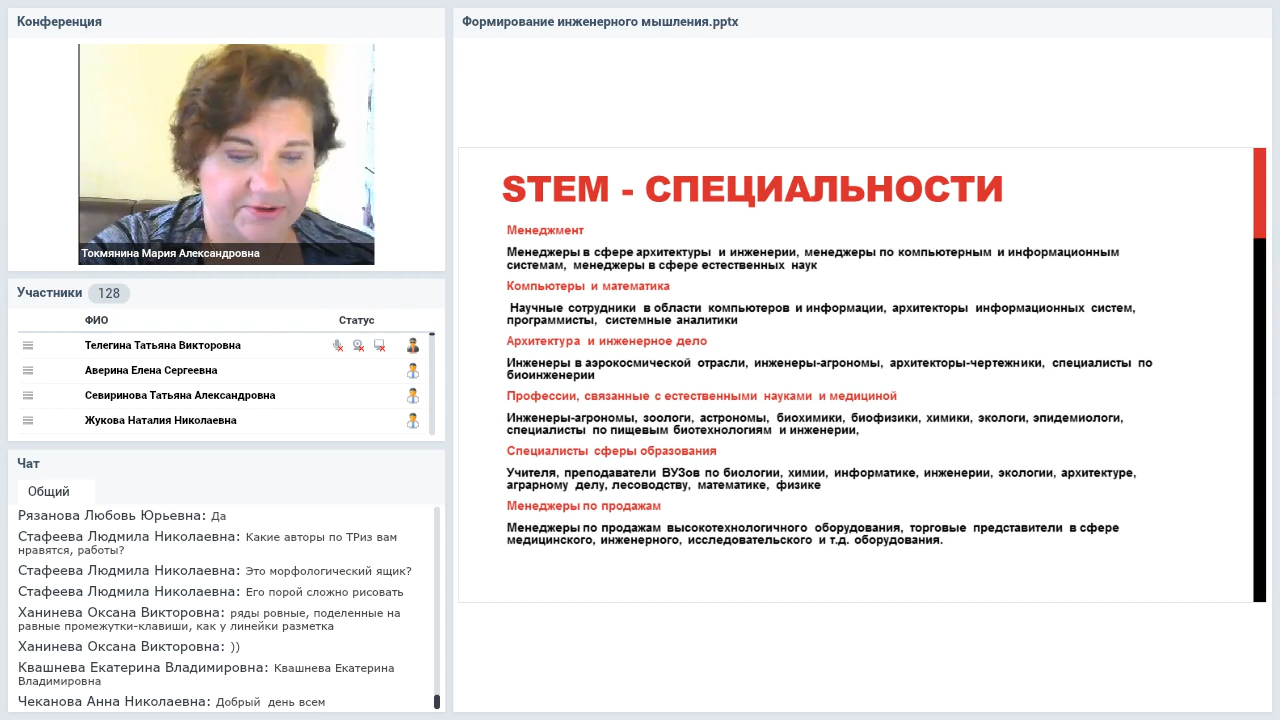 Конференция
Токмянина Мария Александровна
Участники 128
ФИО Статус
Телегина Татьяна Викторовна
Аверина Елена Сергеевна
Севиринова Татьяна Александровна
Жукова Наталия Николаевна
Чат
Общий
Рязанова Любовь Юрьевна: Да
Стафеева Людмила Николаевна: Какие авторы по ТРиз вам
нравятся, работы?
Стафеева Людмила Николаевна: Это морфологический ящик?
Стафеева Людмила Николаевна: Его порой сложно рисовать
Ханинева Оксана Викторовна: ряды ровные, поделенные на
равные промежутки-клавиши, как у линейки разметка
Ханинева Оксана Викторовна: ))
Квашнева Екатерина Владимировна: Квашнева Екатерина
Владимировна
Чеканова Анна Николаевна: Добрый день всем
Формирование инженерного мышления.pptx
STEM - СПЕЦИАЛЬНОСТИ
Менеджмент
Менеджеры в сфере архитектуры и инженерии, менеджеры по компьютерным и информационным
системам, менеджеры в сфере естественных наук
Компьютеры и математика
Научные сотрудники в области компьютеров и информации, архитекторы информационных систем,
программисты, системные аналитики
Архитектура и инженерное дело
Инженеры в аэрокосмической отрасли, инженеры-агрономы, архитекторы-чертежники, специалисты по
биоинженерии
Профессии, связанные с естественными науками и медициной
Инженеры-агрономы, зоологи, астрономы, биохимики, биофизики, химики, экологи, эпидемиологи,
специалисты по пищевым биотехнологиям и инженерии,
Специалисты сферы образования
Учителя, преподаватели ВУЗов по биологии, химии, информатике, инженерии, экологии, архитектуре,
аграрному делу, лесоводству, математике, физике
Менеджеры по продажам
Менеджеры по продажам высокотехнологичного оборудования, торговые представители в сфере
медицинского, инженерного, исследовательского и т.д. оборудования.